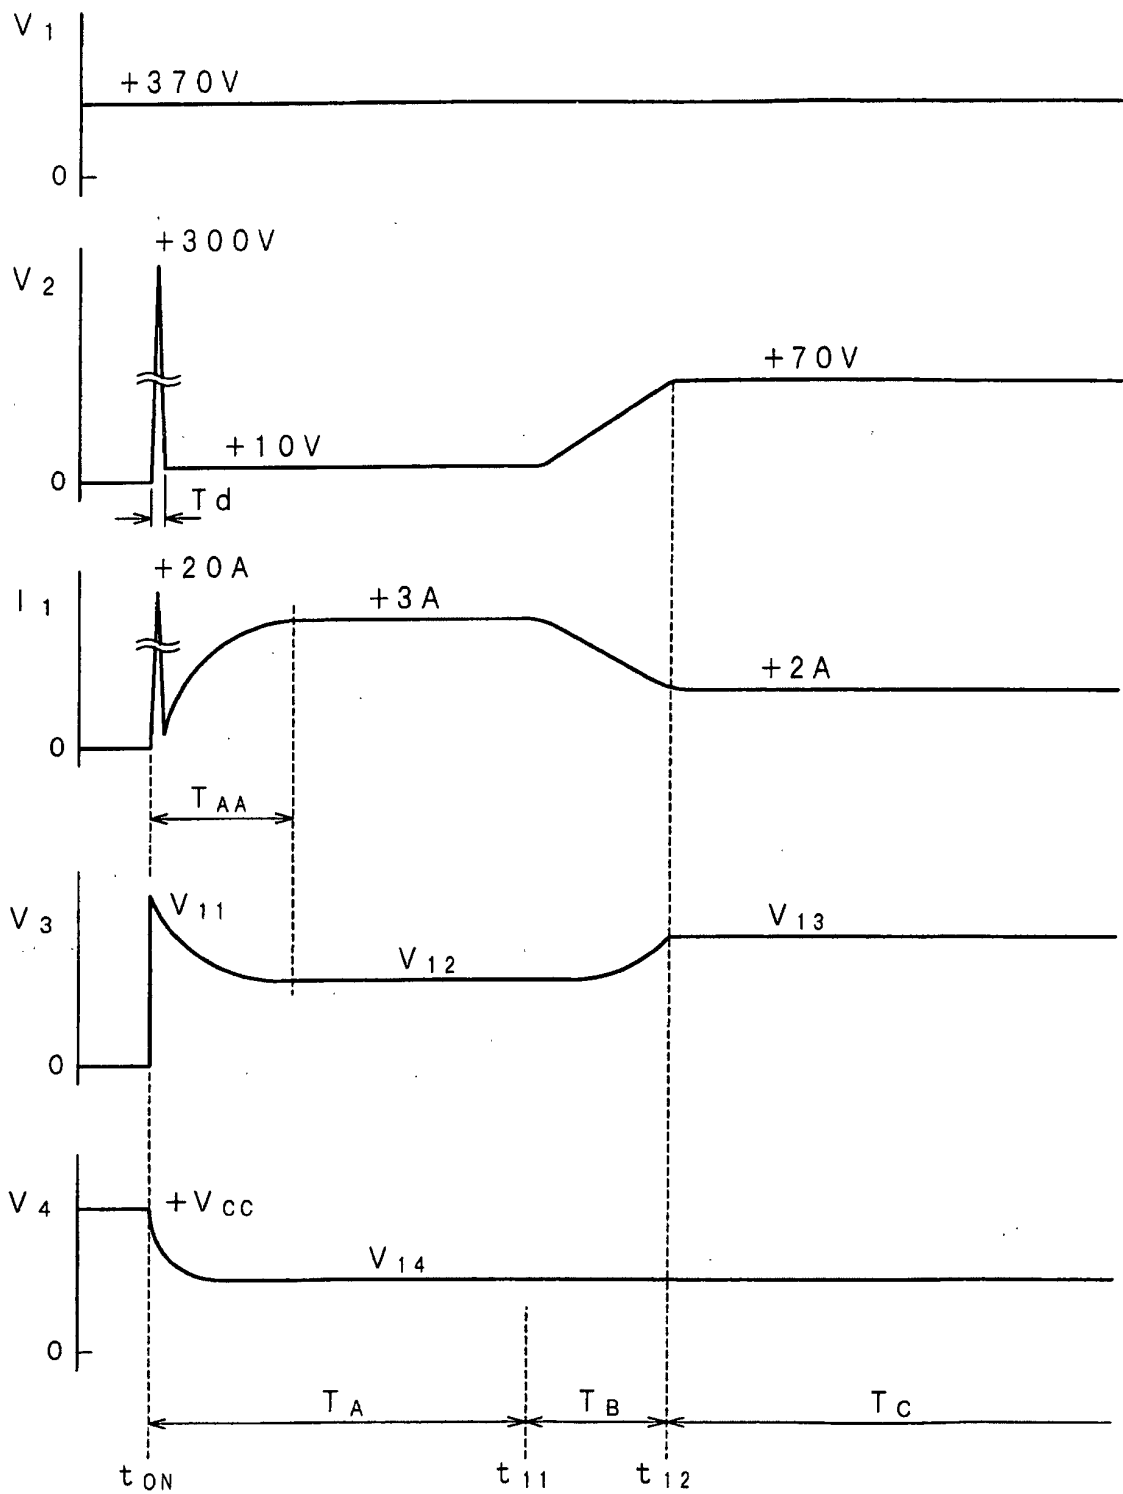 V1
+370V
0
+300V
V2
+70V
+10V
0
Td
+20A
I1
+3A
+2A
0
TAA
V11
V3
V13
V12
0
V4
+VCC
V14
0
TA
TB
TC
tON
t11
t12